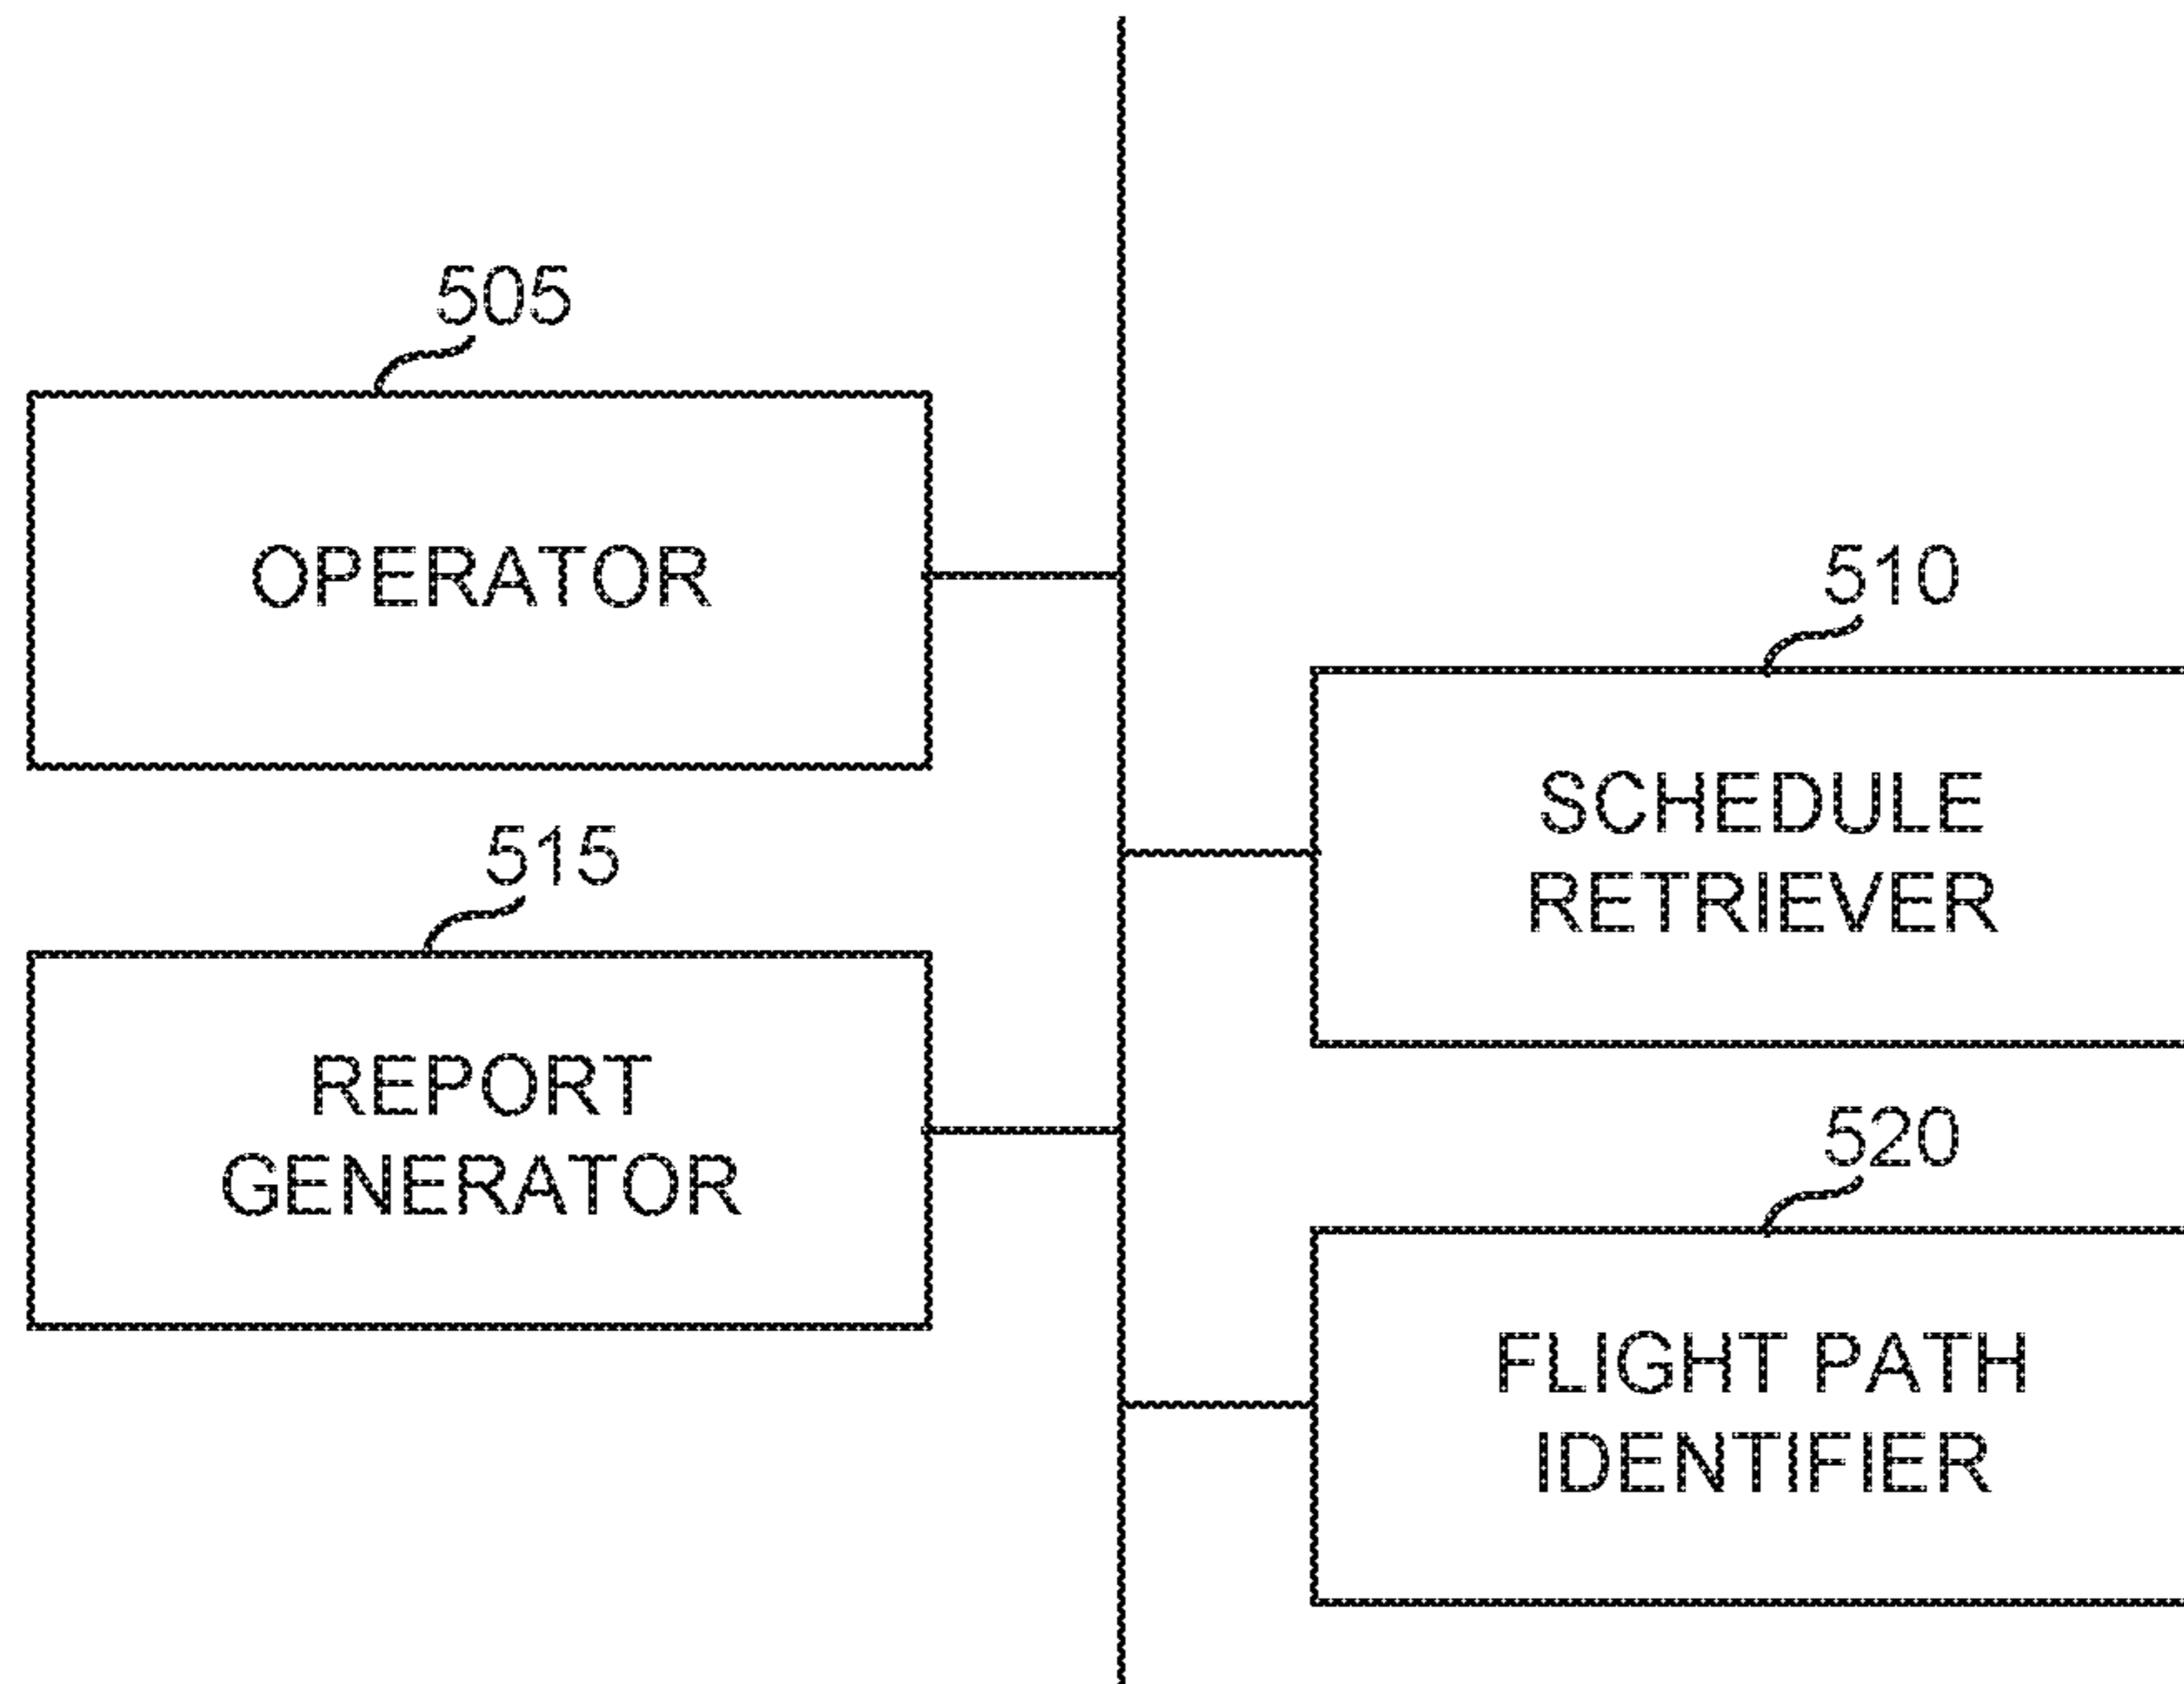 505
OPERATOR
510
SCHEDULE
RETRIEVER
515
REPORT
GENERATOR
520
FLIGHT PATH
IDENTIFIER